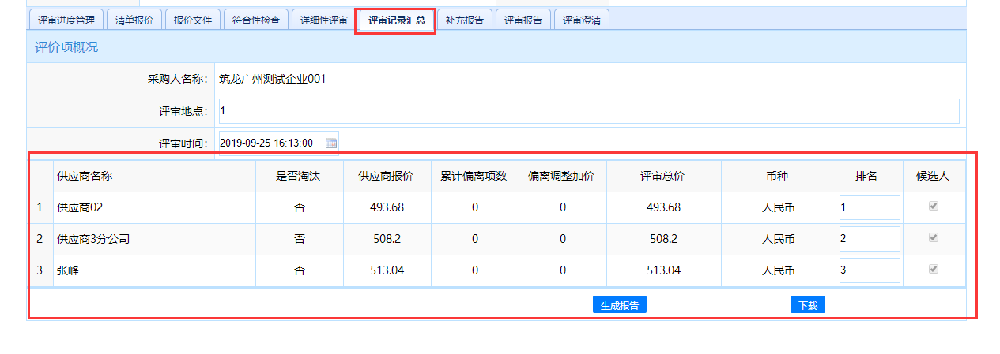 评审进度管理 清单报价 报价文件 符合性检查 详细性评审 评审记录汇总 补充报告 评审报告 评审澄清
评价项概况
采购人名称： 筑龙广州测试企业001
评审地点： 1
评审时间： 2019-09-25 16:13:00
供应商名称 是否淘汰 供应商报价 累计偏离项数 偏离调整加价 评审总价 币种 排名 候选人
1 供应商02 否 493.68 0 0 493.68 人民币 1
2 供应商3分公司 否 508.2 0 0 508.2 人民币 2
3 张峰 否 513.04 0 0 513.04 人民币 3
生成报告 下载